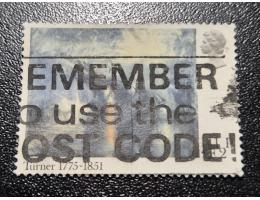 EMEMBER
o use the
OST CODE!
Turner 1775-1851